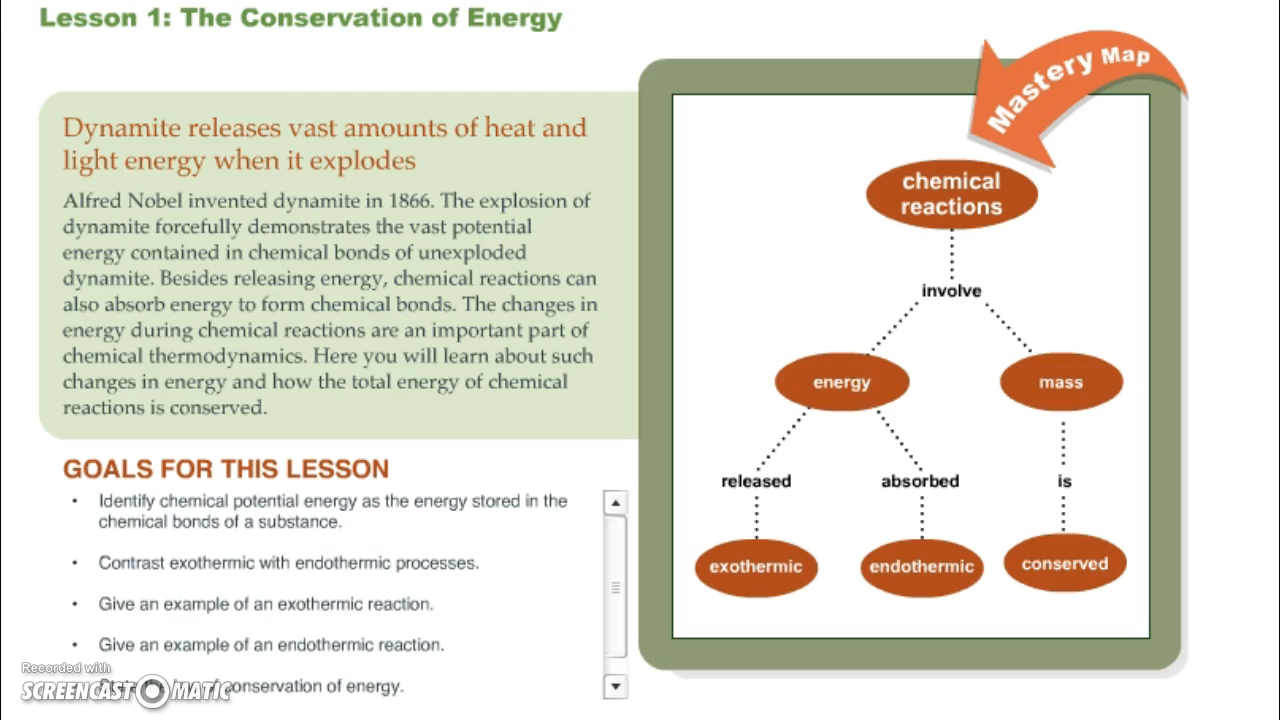 Lesson 1: The Conservation of Energy
Dynamite releases vast amounts of heat and
light energy when it explodes
Alfred Nobel invented dynamite in 1866. The explosion of
dynamite forcefully demonstrates the vast potential
energy contained in chemical bonds of unexploded
dynamite. Besides releasing energy, chemical reactions can
also absorb energy to form chemical bonds. The changes in
energy during chemical reactions are an important part of
chemical thermodynamics. Here you will learn about such
changes in energy and how the total energy of chemical
reactions is conserved.
GOALS FOR THIS LESSON
• Identify chemical potential energy as the energy stored in the
chemical bonds of a substance.
• Contrast exothermic with endothermic processes.
• Give an example of an exothermic reaction.
• Give an example of an endothermic reaction.
conservation of energy.
Recorded with
SCREENCAST MATIC
Mastery Map
chemical
reactions
involve
energy
mass
released
absorbed
is
exothermic
endothermic
conserved